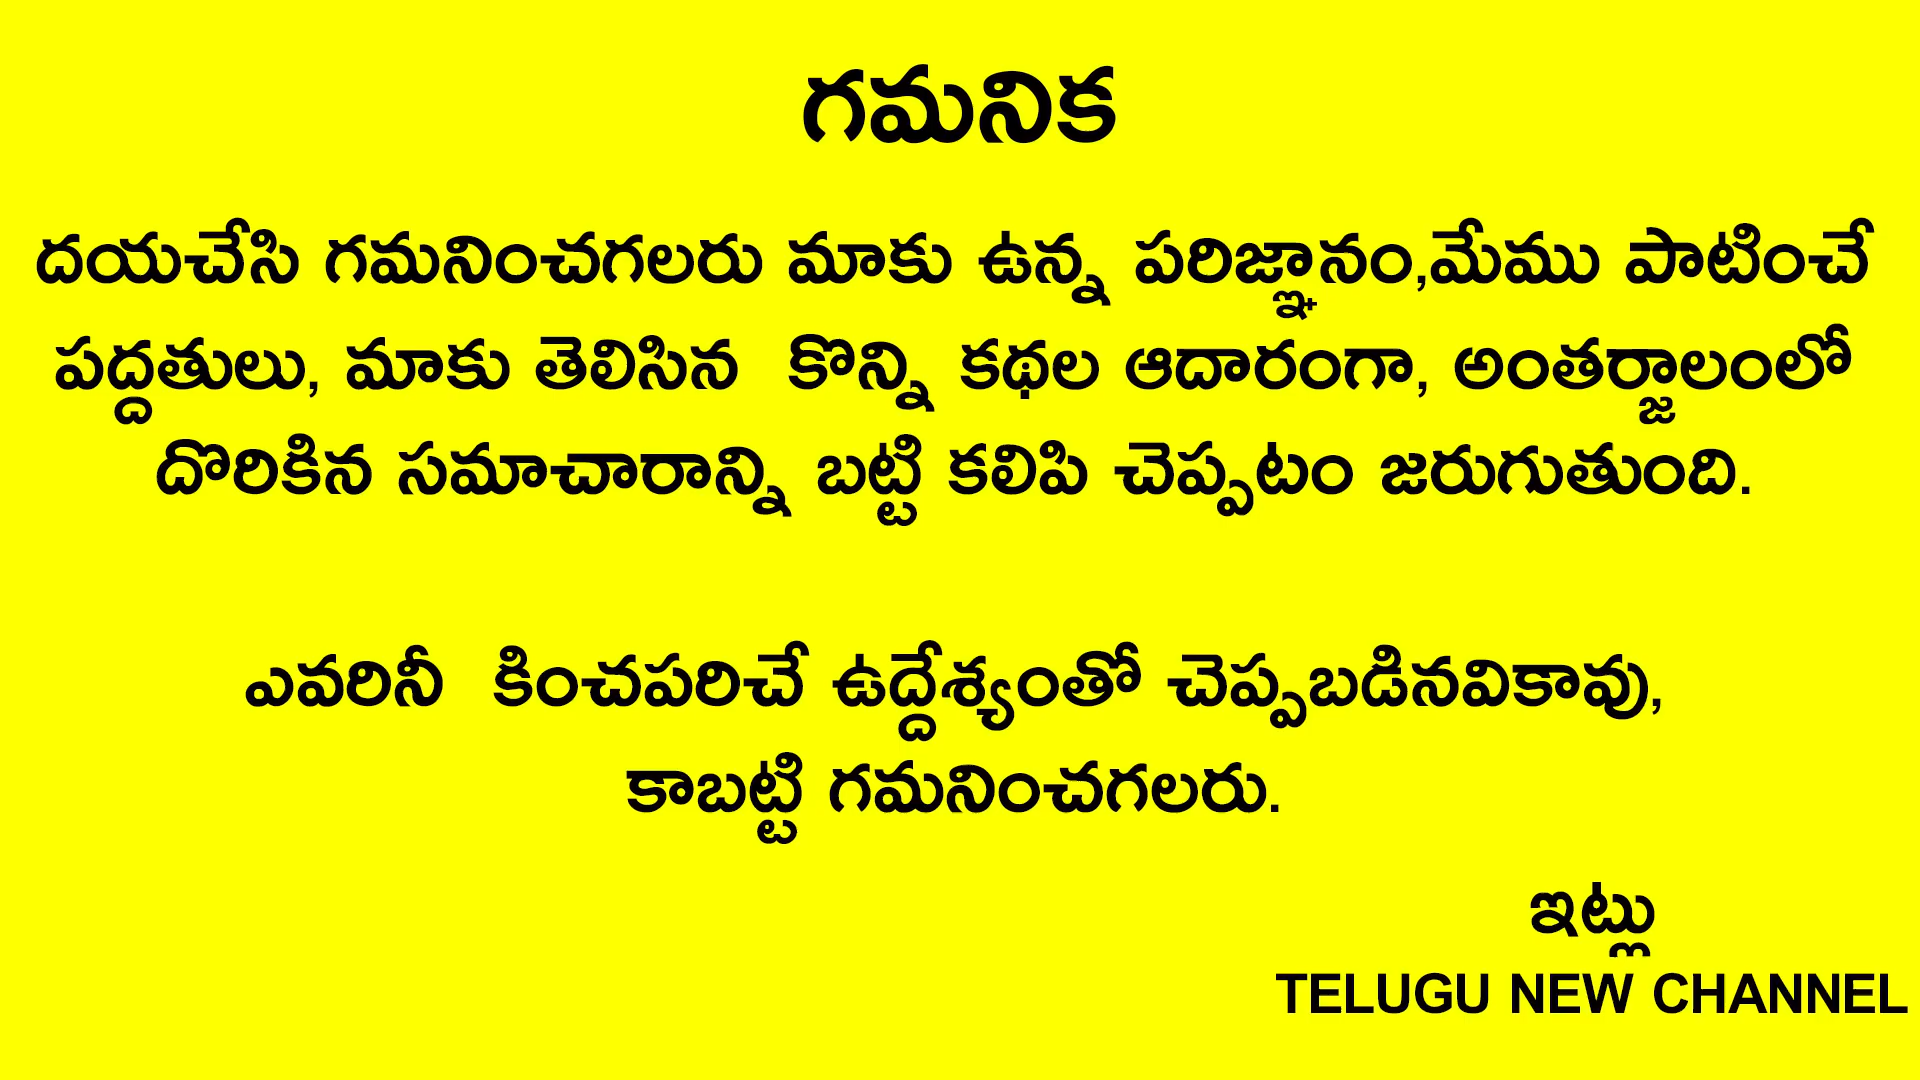 గమనిక
దయచేసి గమనించగలరు మాకు ఉన్న పరిజ్ఞానం,మేము పాటించే
పద్దతులు, మాకు తెలిసిన కొన్ని కథల ఆదారంగా, అంతర్జాలంలో
దొరికిన సమాచారాన్ని బట్టి కలిపి చెప్పటం జరుగుతుంది.
ఎవరినీ కించపరిచే ఉద్దేశ్యంతో చెప్పబడినవికావు,
కాబట్టి గమనించగలరు.
ఇట్లు
TELUGU NEW CHANNEL